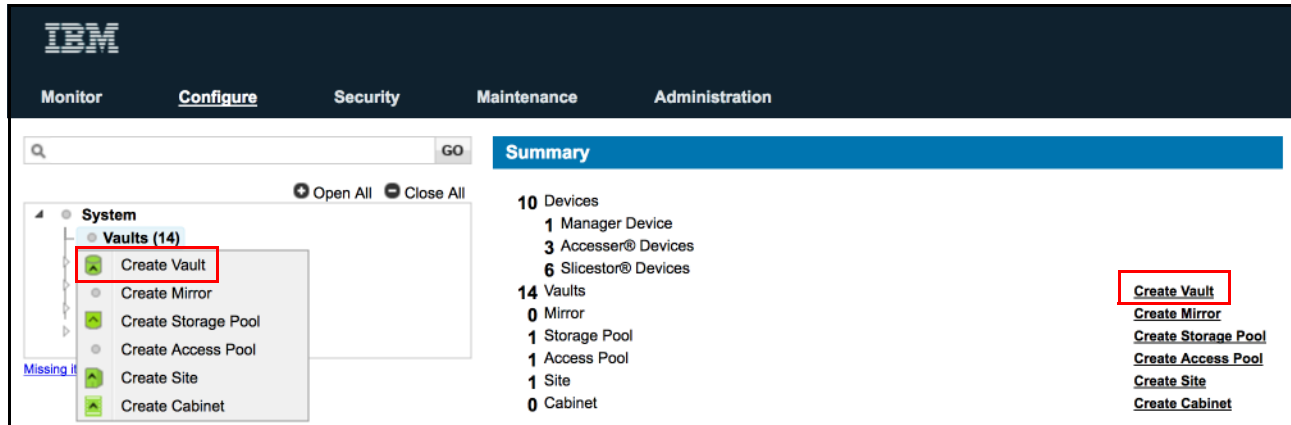 IBM
Monitor Configure Security Maintenance Administration
GO
Open All Close All
System
Vaults (14)
Create Vault
Create Mirror
Create Storage Pool
Create Access Pool
Create Site
Create Cabinet
Missing it
Summary
10 Devices
1 Manager Device
3 Accesser® Devices
6 Slicestor® Devices
14 Vaults Create Vault
0 Mirror Create Mirror
1 Storage Pool Create Storage Pool
1 Access Pool Create Access Pool
1 Site Create Site
0 Cabinet Create Cabinet